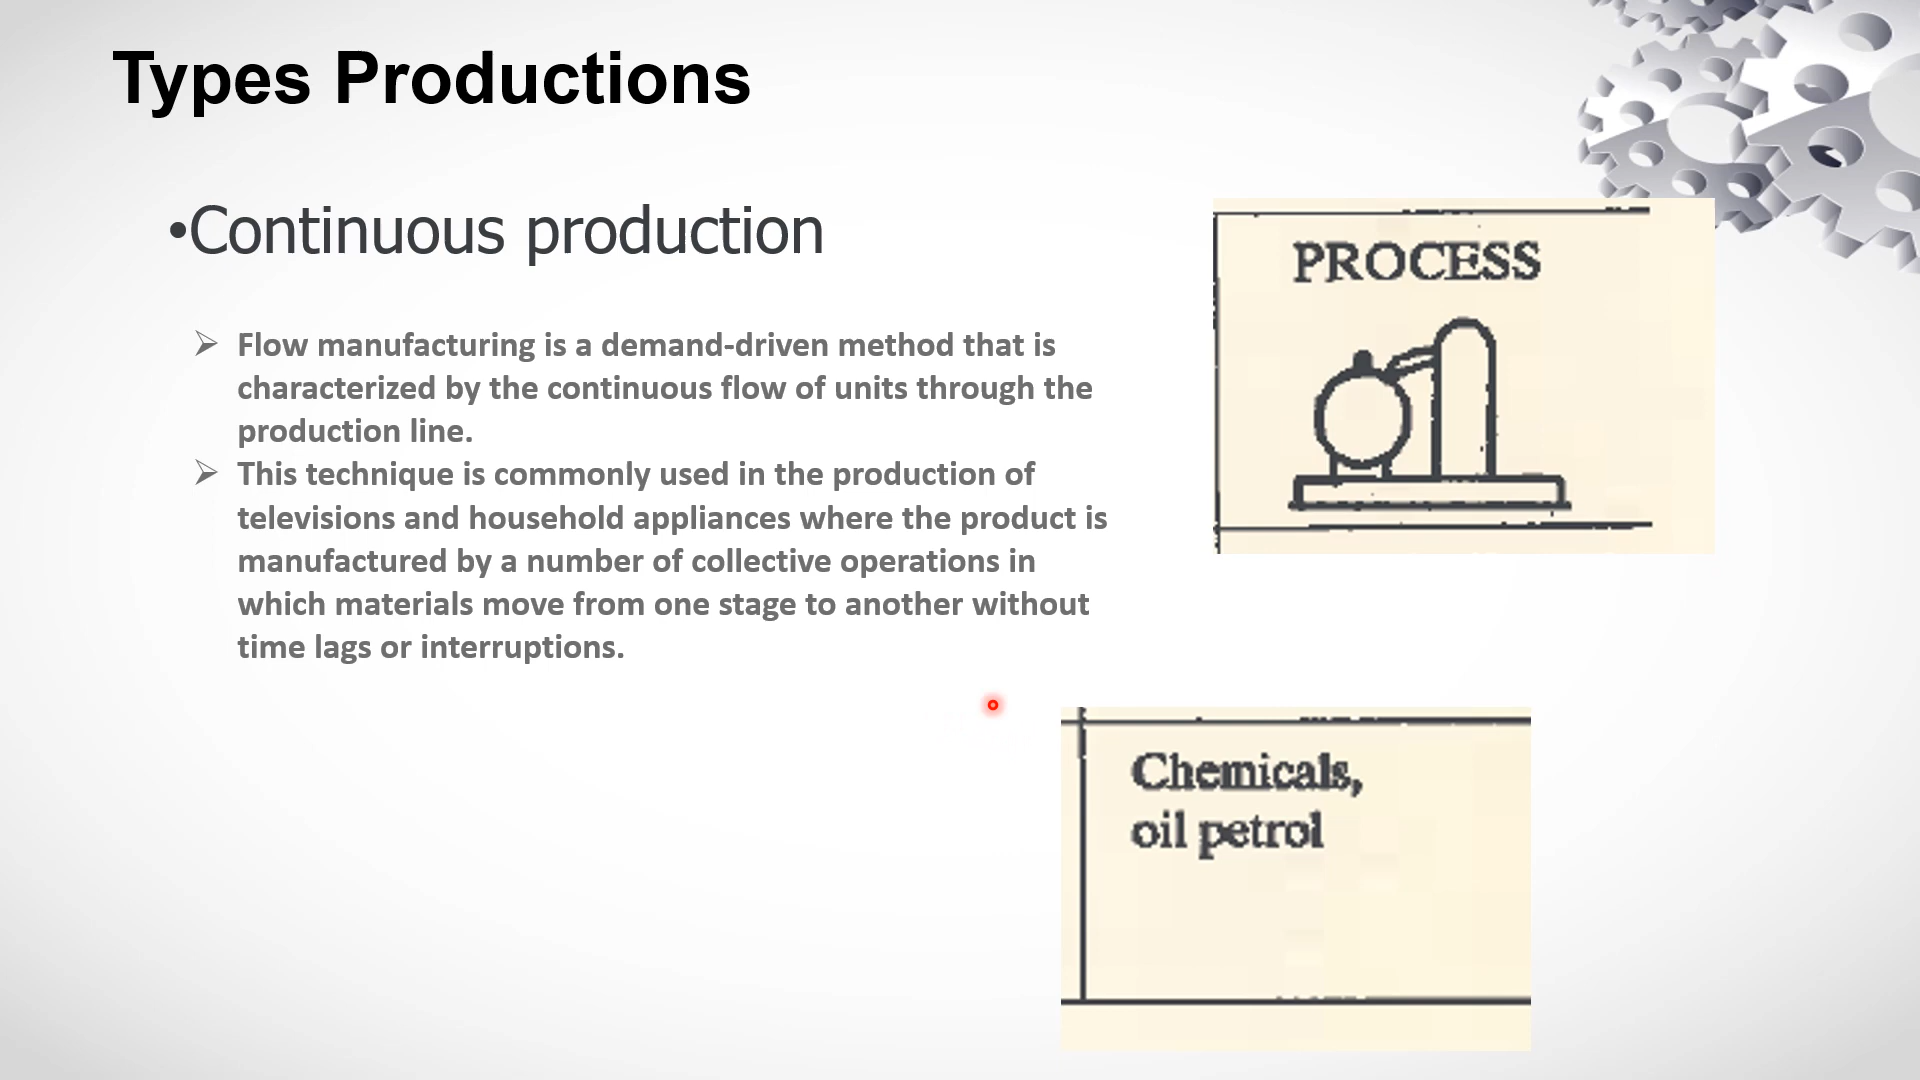 Types Productions
•Continuous production
➢ Flow manufacturing is a demand-driven method that is
characterized by the continuous flow of units through the
production line.
➢ This technique is commonly used in the production of
televisions and household appliances where the product is
manufactured by a number of collective operations in
which materials move from one stage to another without
time lags or interruptions.
PROCESS
Chemicals,
oil petrol